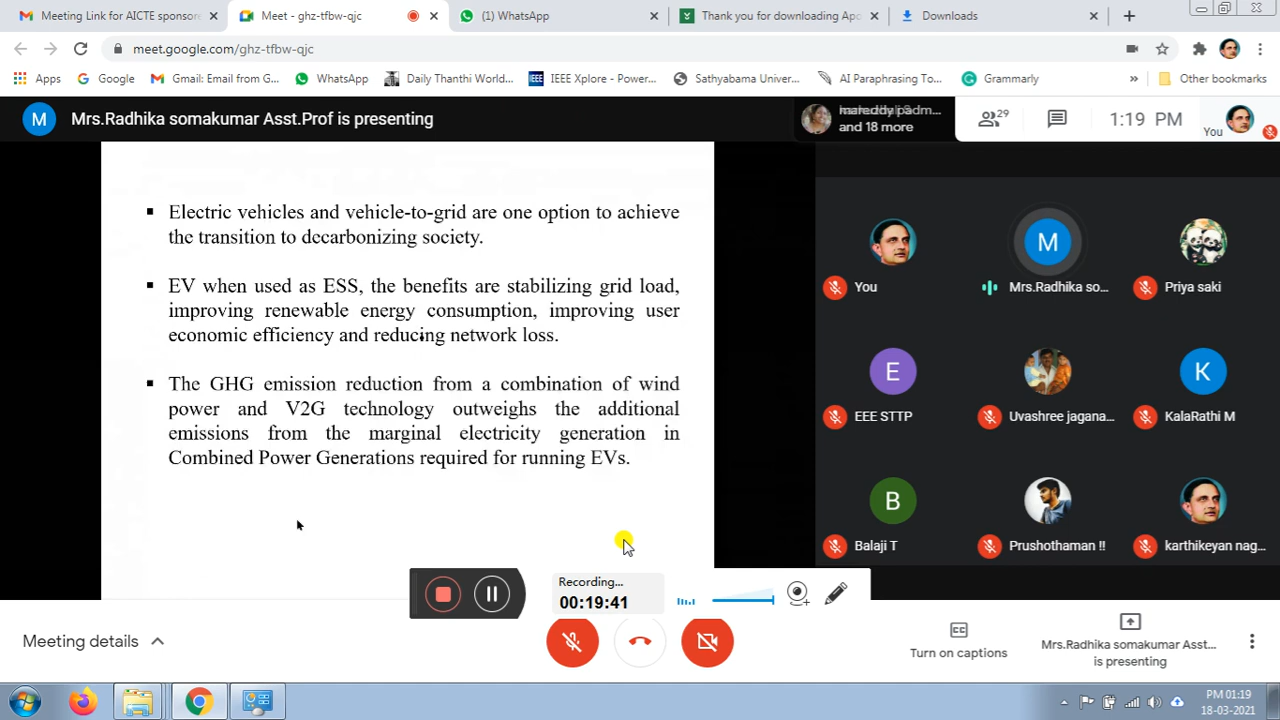 Meeting Link for AICTE sponsor
Meet - ghz-tfbw-qjc
(1) WhatsApp
Thank you for downloading Apo
Downloads
meet.google.com/ghz-tfbw-qjc
Apps
Google
Gmail: Email from G...
WhatsApp
Daily Thanthi World...
IEEE Xplore - Power...
Sathyabama Univer...
AI Paraphrasing To...
Grammarly
»
Other bookmarks
M
Mrs.Radhika somakumar Asst.Prof is presenting
and 18 more
29
1:19 PM
You
▪ Electric vehicles and vehicle-to-grid are one option to achieve
the transition to decarbonizing society.
▪ EV when used as ESS, the benefits are stabilizing grid load,
improving renewable energy consumption, improving user
economic efficiency and reducing network loss.
▪ The GHG emission reduction from a combination of wind
power and V2G technology outweighs the additional
emissions from the marginal electricity generation in
Combined Power Generations required for running EVs.
You
M
Mrs.Radhika so...
Priya saki
E
EEE STTP
Uvashree jagana...
K
KalaRathi M
B
Balaji T
Prushothaman !!
karthikeyan nag...
Recording...
00:19:41
Meeting details
Turn on captions
Mrs.Radhika somakumar Asst...
is presenting
PM 01:19
18-03-2021